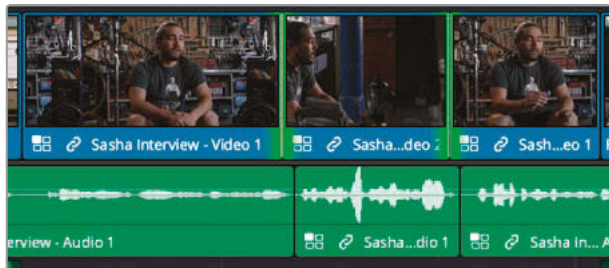 Sasha Interview - Video 1
Sasha...deo 2
Sash...eo 1
erview - Audio 1
Sasha...dio 1
Sasha In...